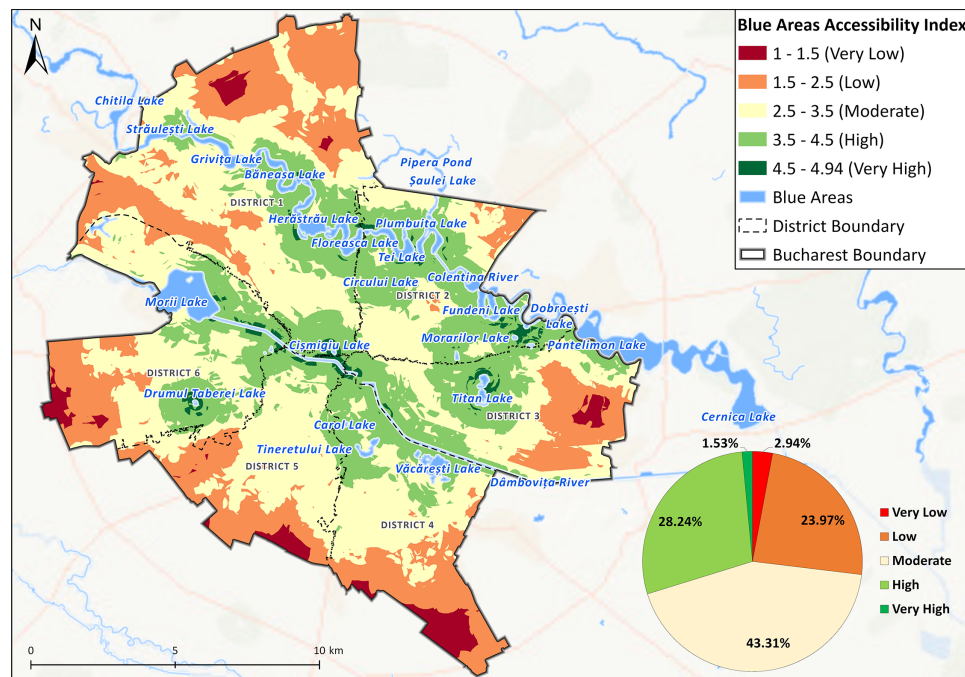 N
Blue Areas Accessibility Index
1 - 1.5 (Very Low)
1.5 - 2.5 (Low)
2.5 - 3.5 (Moderate)
3.5 - 4.5 (High)
4.5 - 4.94 (Very High)
Blue Areas
District Boundary
Bucharest Boundary
Chitila Lake
Străulești Lake
Grivița Lake
Băneasa Lake
Pipera Pond
Șaulei Lake
DISTRICT 1
Herăstrău Lake
Plumbuita Lake
Floreasca Lake
Tei Lake
Circului Lake
Colentina River
DISTRICT 2
Morii Lake
Fundeni Lake
Dobroești
Lake
Morarilor Lake
Pantelimon Lake
Cișmigiu Lake
DISTRICT 6
Drumul Taberei Lake
Titan Lake
DISTRICT 3
Cernica Lake
Carol Lake
Tineretului Lake
DISTRICT 5
Văcărești Lake
Dâmbovița River
DISTRICT 4
1.53%
2.94%
28.24%
23.97%
43.31%
Very Low
Low
Moderate
High
Very High
0
5
10 km